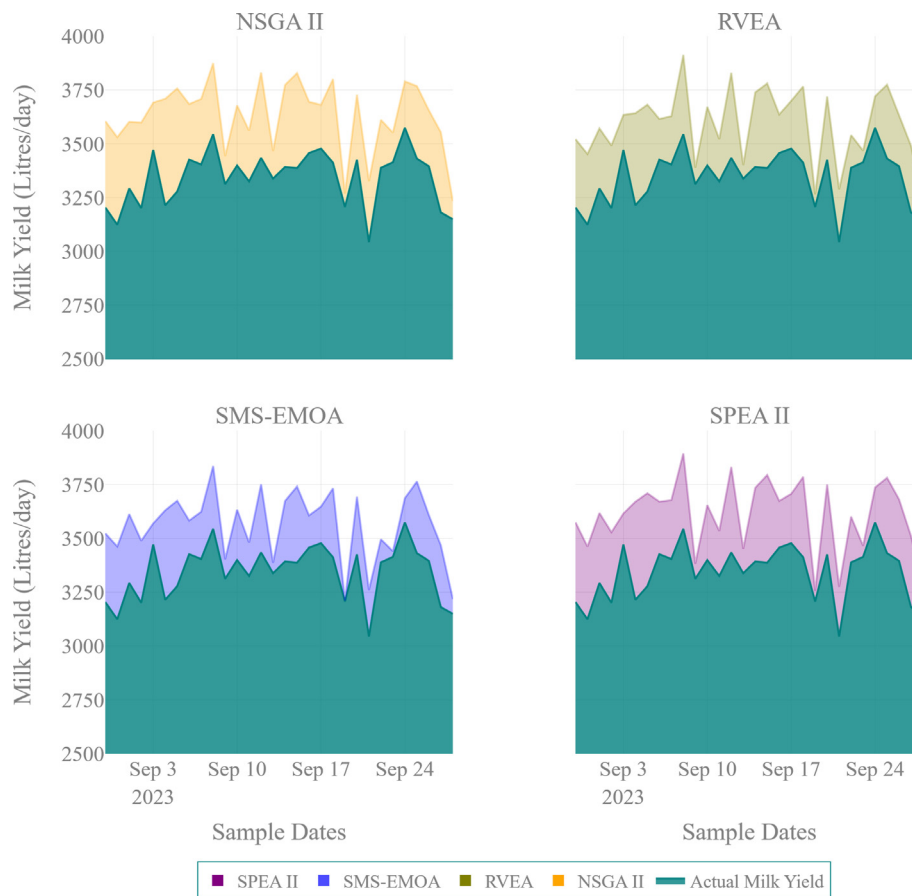 NSGA II
RVEA
Milk Yield (Litres/day)
4000
3750
3500
3250
3000
2750
2500
SMS-EMOA
SPEA II
Milk Yield (Litres/day)
4000
3750
3500
3250
3000
2750
2500
Sep 3
2023
Sep 10
Sep 17
Sep 24
Sep 3
2023
Sep 10
Sep 17
Sep 24
Sample Dates
Sample Dates
SPEA II SMS-EMOA RVEA NSGA II Actual Milk Yield